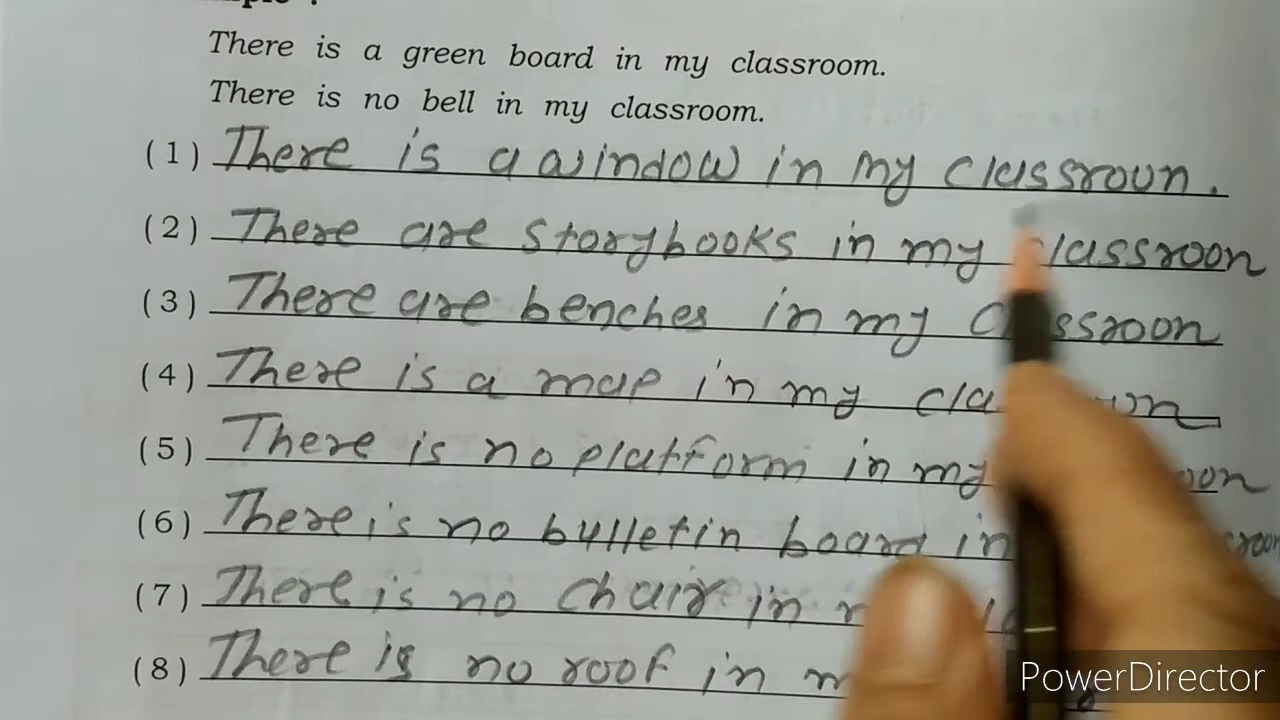 There is a green board in my classroom.
There is no bell in my classroom.
(1) There is a window in my classroun.
(2) There are storybooks in my classroon
(3) There are benches in my classroon
(4) There is a map in my
(5) There is no platform in my
(6) There is no bulletin board in
(7) There is no chair in
(8) There is no roof in
PowerDirector